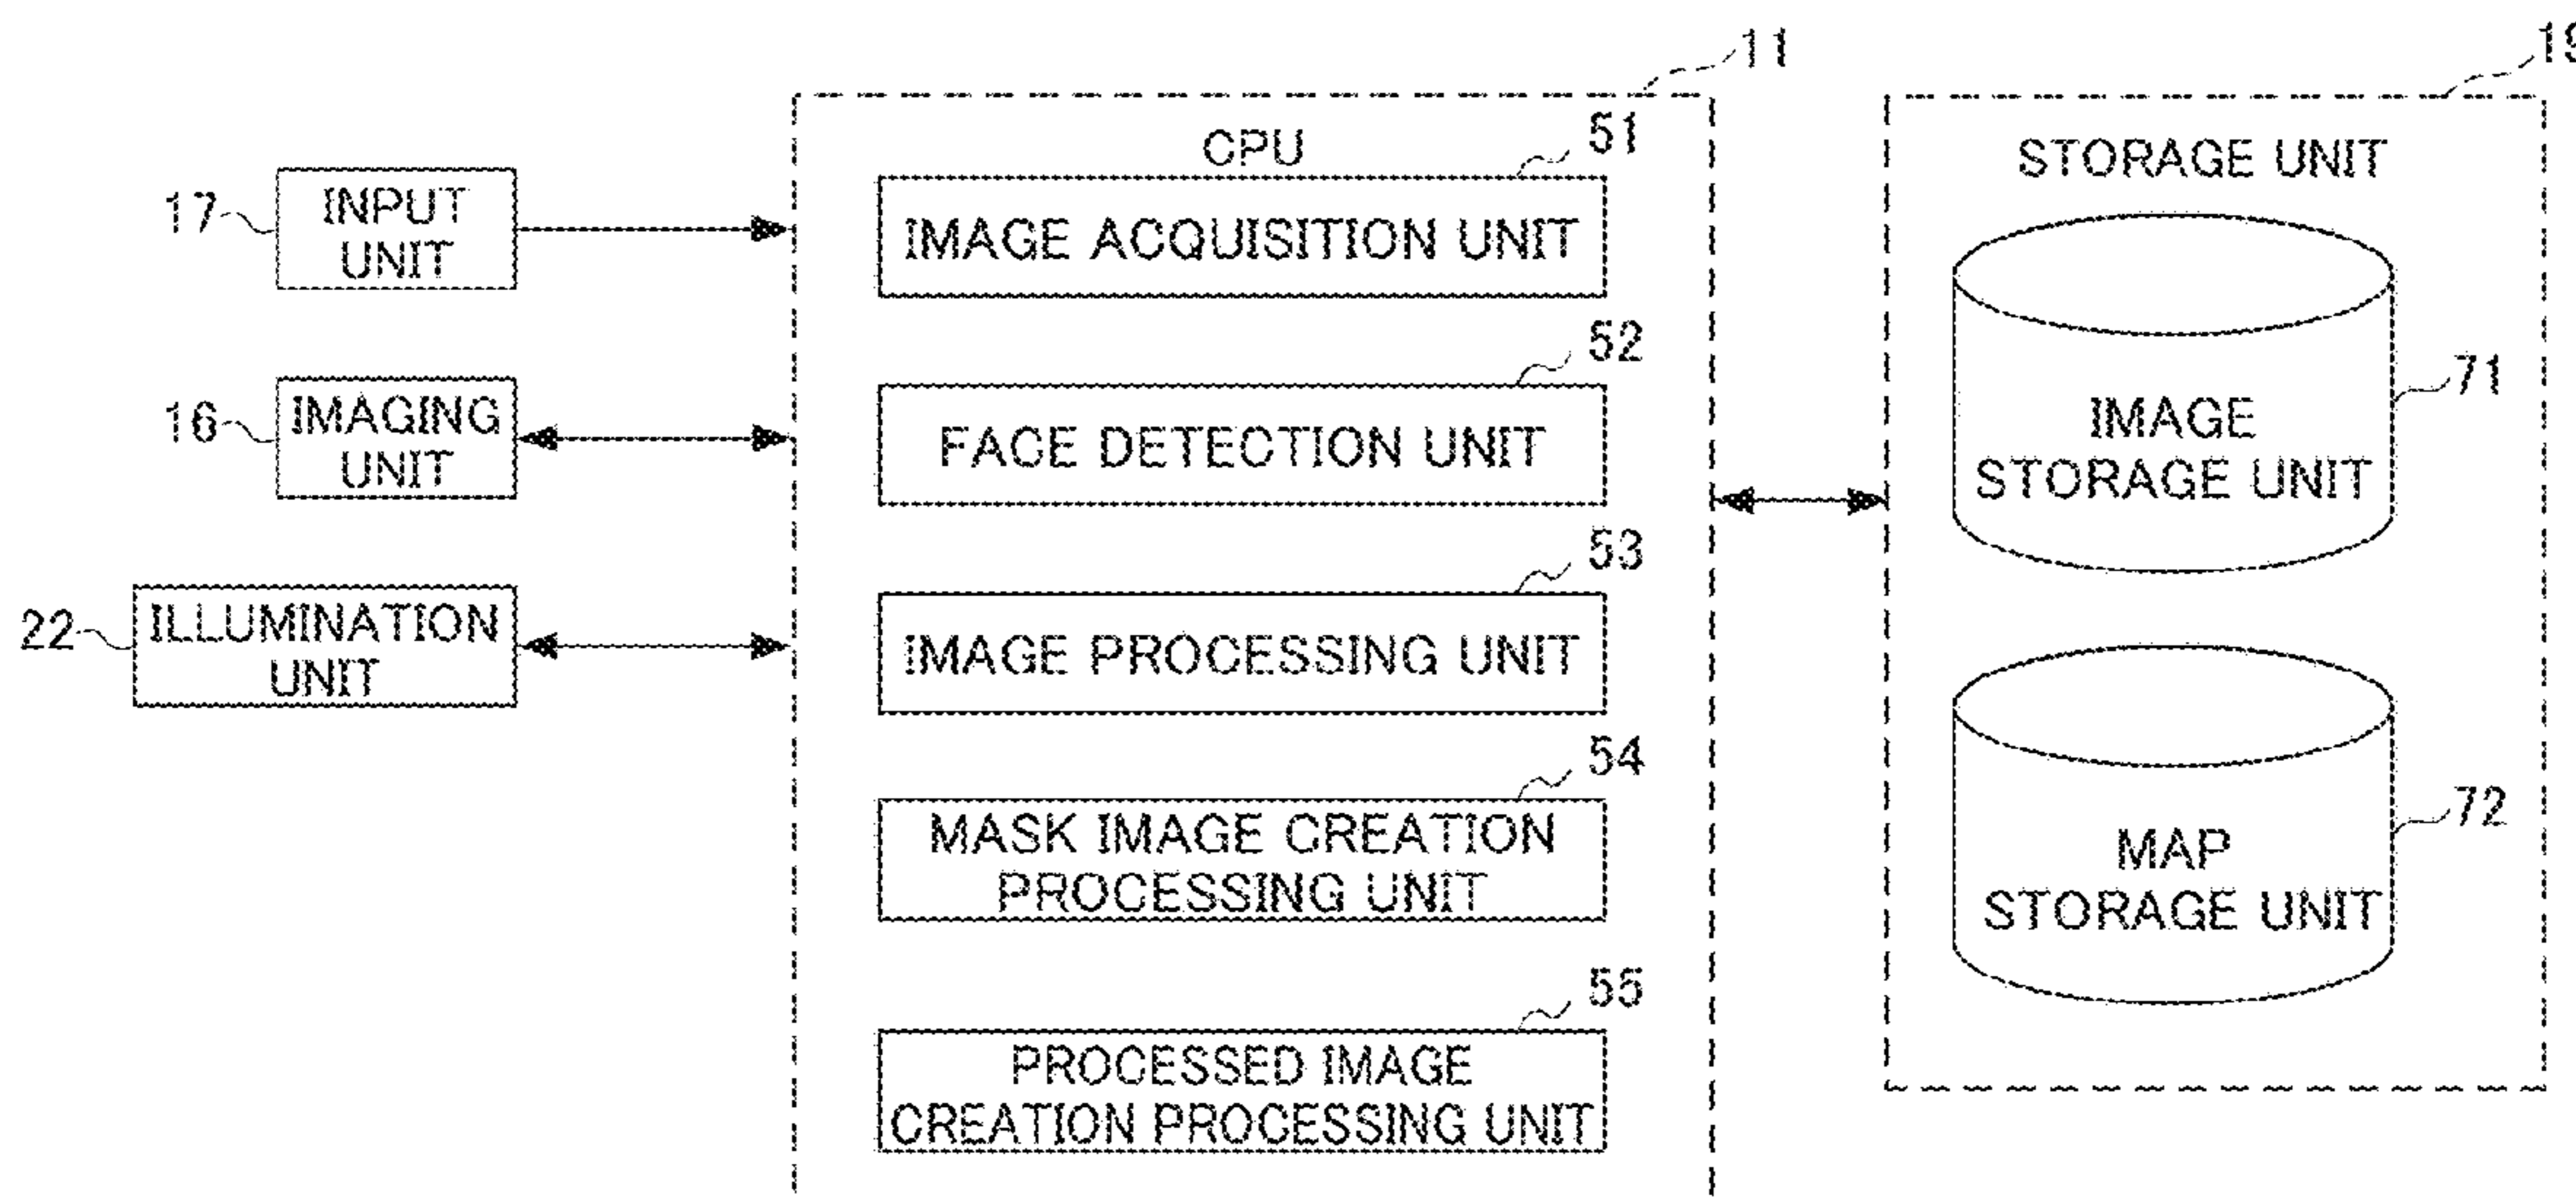 11
19
CPU
51
STORAGE UNIT
17
INPUT
UNIT
IMAGE ACQUISITION UNIT
52
16
IMAGING
UNIT
FACE DETECTION UNIT
71
IMAGE
STORAGE UNIT
53
22
ILLUMINATION
UNIT
IMAGE PROCESSING UNIT
54
MASK IMAGE CREATION
PROCESSING UNIT
72
MAP
STORAGE UNIT
55
PROCESSED IMAGE
CREATION PROCESSING UNIT